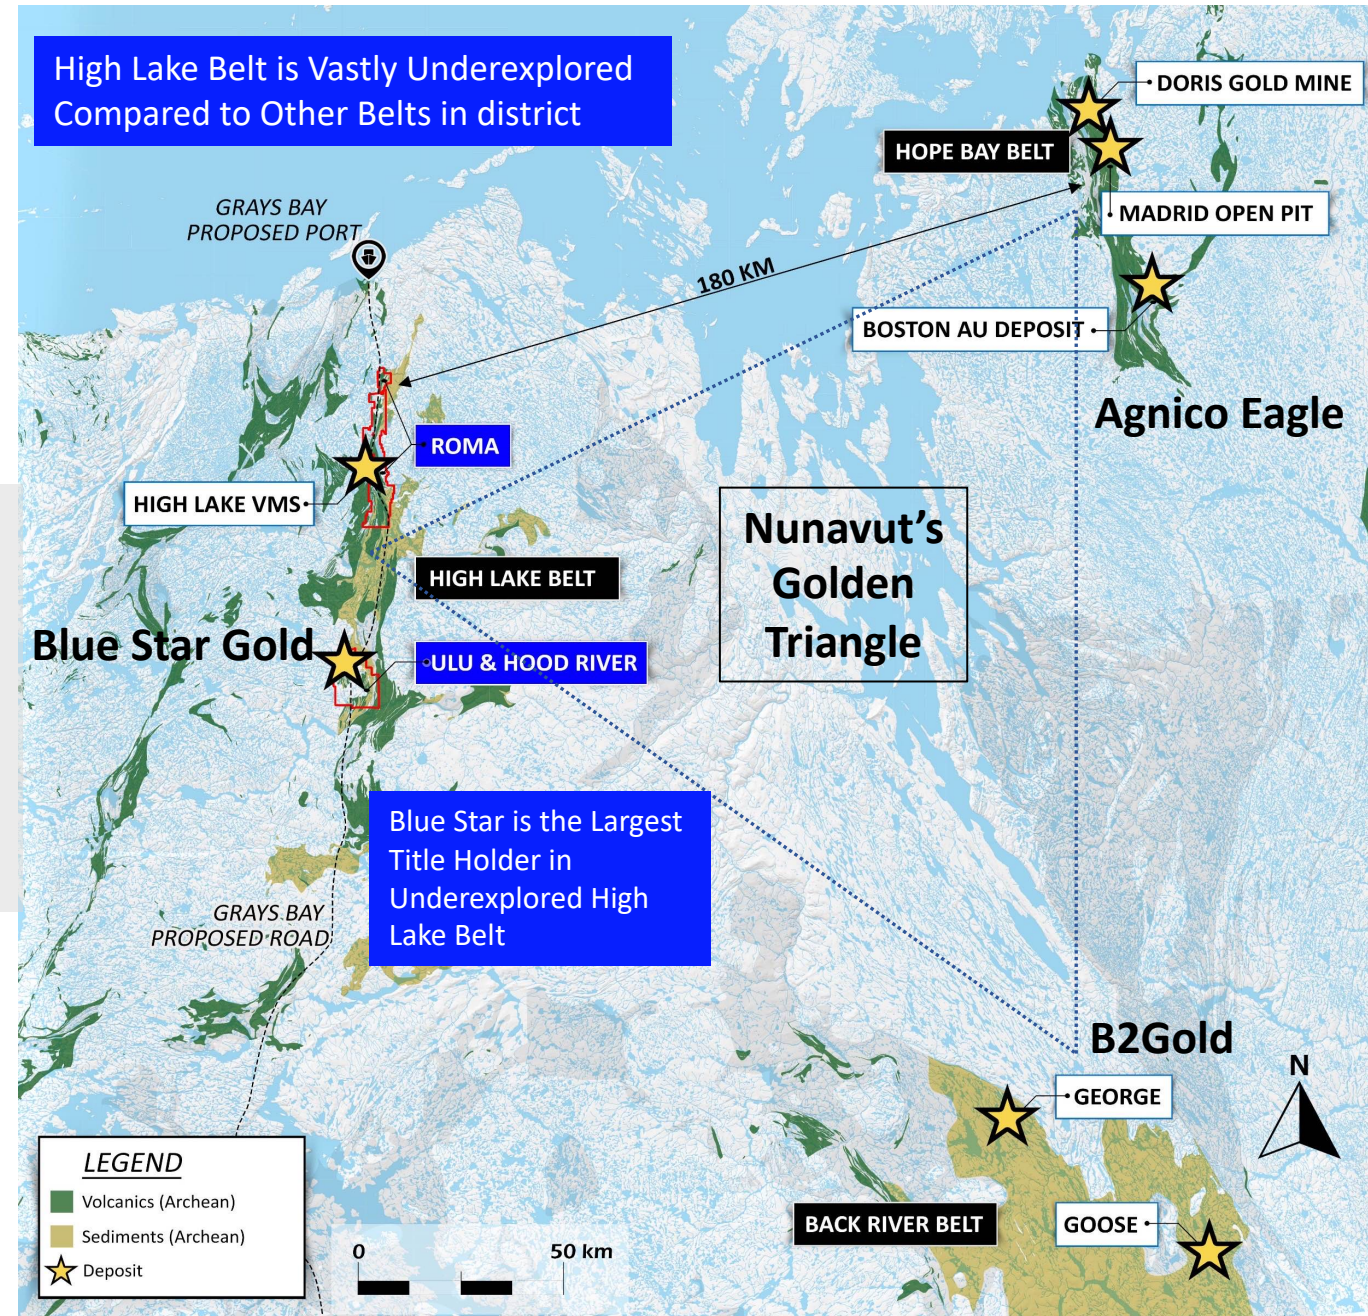 High Lake Belt is Vastly Underexplored
Compared to Other Belts in district
DORIS GOLD MINE
HOPE BAY BELT
MADRID OPEN PIT
GRAYS BAY
PROPOSED PORT
180 KM
BOSTON AU DEPOSIT
Agnico Eagle
ROMA
HIGH LAKE VMS
Nunavut’s
Golden
Triangle
HIGH LAKE BELT
Blue Star Gold
ULU & HOOD RIVER
Blue Star is the Largest
Title Holder in
Underexplored High
Lake Belt
GRAYS BAY
PROPOSED ROAD
B2Gold
N
GEORGE
LEGEND
Volcanics (Archean)
Sediments (Archean)
Deposit
BACK RIVER BELT
GOOSE
0
50 km